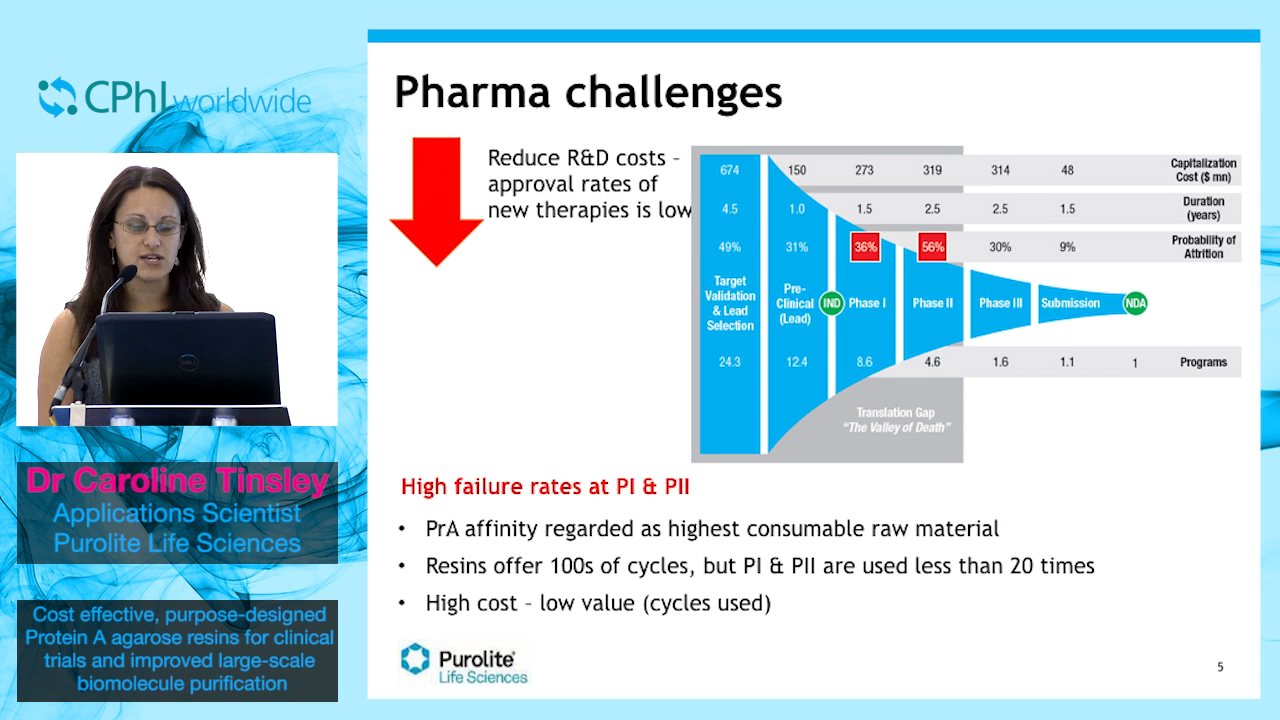 CPhI worldwide
Dr Caroline Tinsley
Applications Scientist
Purolite Life Sciences
Cost effective, purpose-designed
Protein A agarose resins for clinical
trials and improved large-scale
biomolecule purification
Pharma challenges
Reduce R&D costs –
approval rates of
new therapies is low
674 150 273 319 314 48 Capitalization
Cost ($ mn)
4.5 1.0 1.5 2.5 2.5 1.5 Duration
(years)
49% 31% 36% 56% 30% 9% Probability of
Attrition
Target
Validation
& Lead
Selection
Pre-
Clinical
(Lead)
IND
Phase I
Phase II
Phase III
Submission
NDA
24.3 12.4 8.6 4.6 1.6 1.1 1 Programs
Translation Gap
“The Valley of Death”
High failure rates at PI & PII
• PrA affinity regarded as highest consumable raw material
• Resins offer 100s of cycles, but PI & PII are used less than 20 times
• High cost – low value (cycles used)
Purolite®
Life Sciences
5
DELL